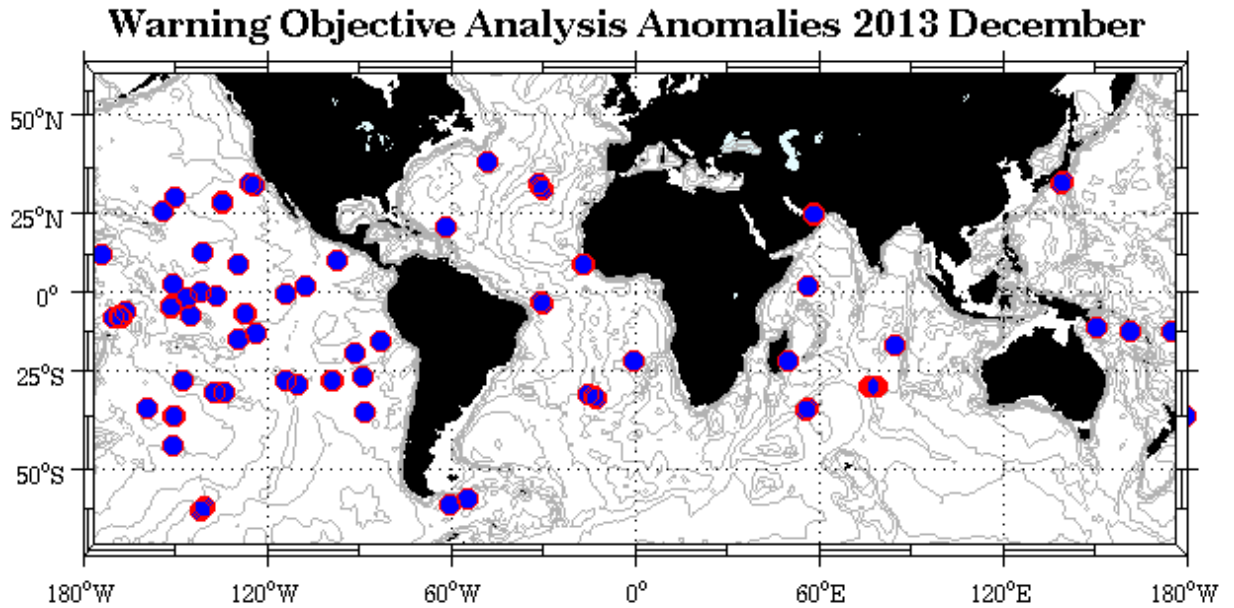 Warning Objective Analysis Anomalies 2013 December
50°N
25°N
0°
25°S
50°S
180°W 120°W 60°W 0° 60°E 120°E 180°W